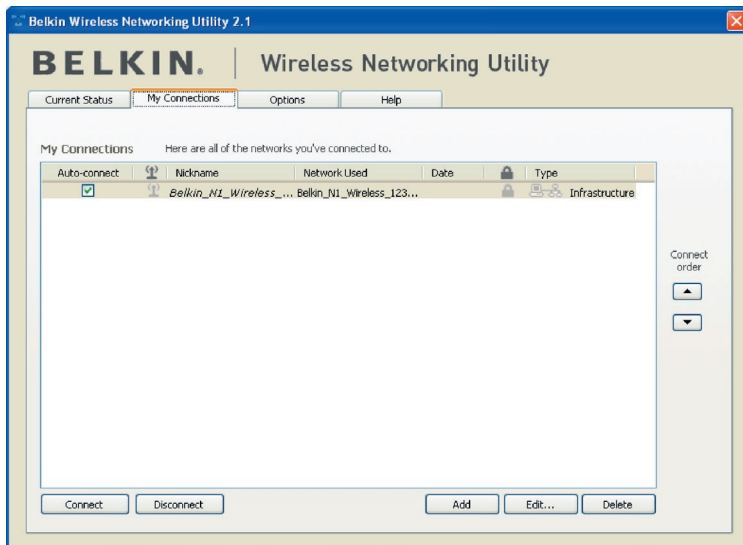 Belkin Wireless Networking Utility 2.1
BELKIN. | Wireless Networking Utility
Current Status My Connections Options Help
My Connections Here are all of the networks you've connected to.
Auto-connect Nickname Network Used Date Type
Belkin_N1_Wireless_... Belkin_N1_Wireless_123... Infrastructure
Connect
order
Connect Disconnect Add Edit... Delete